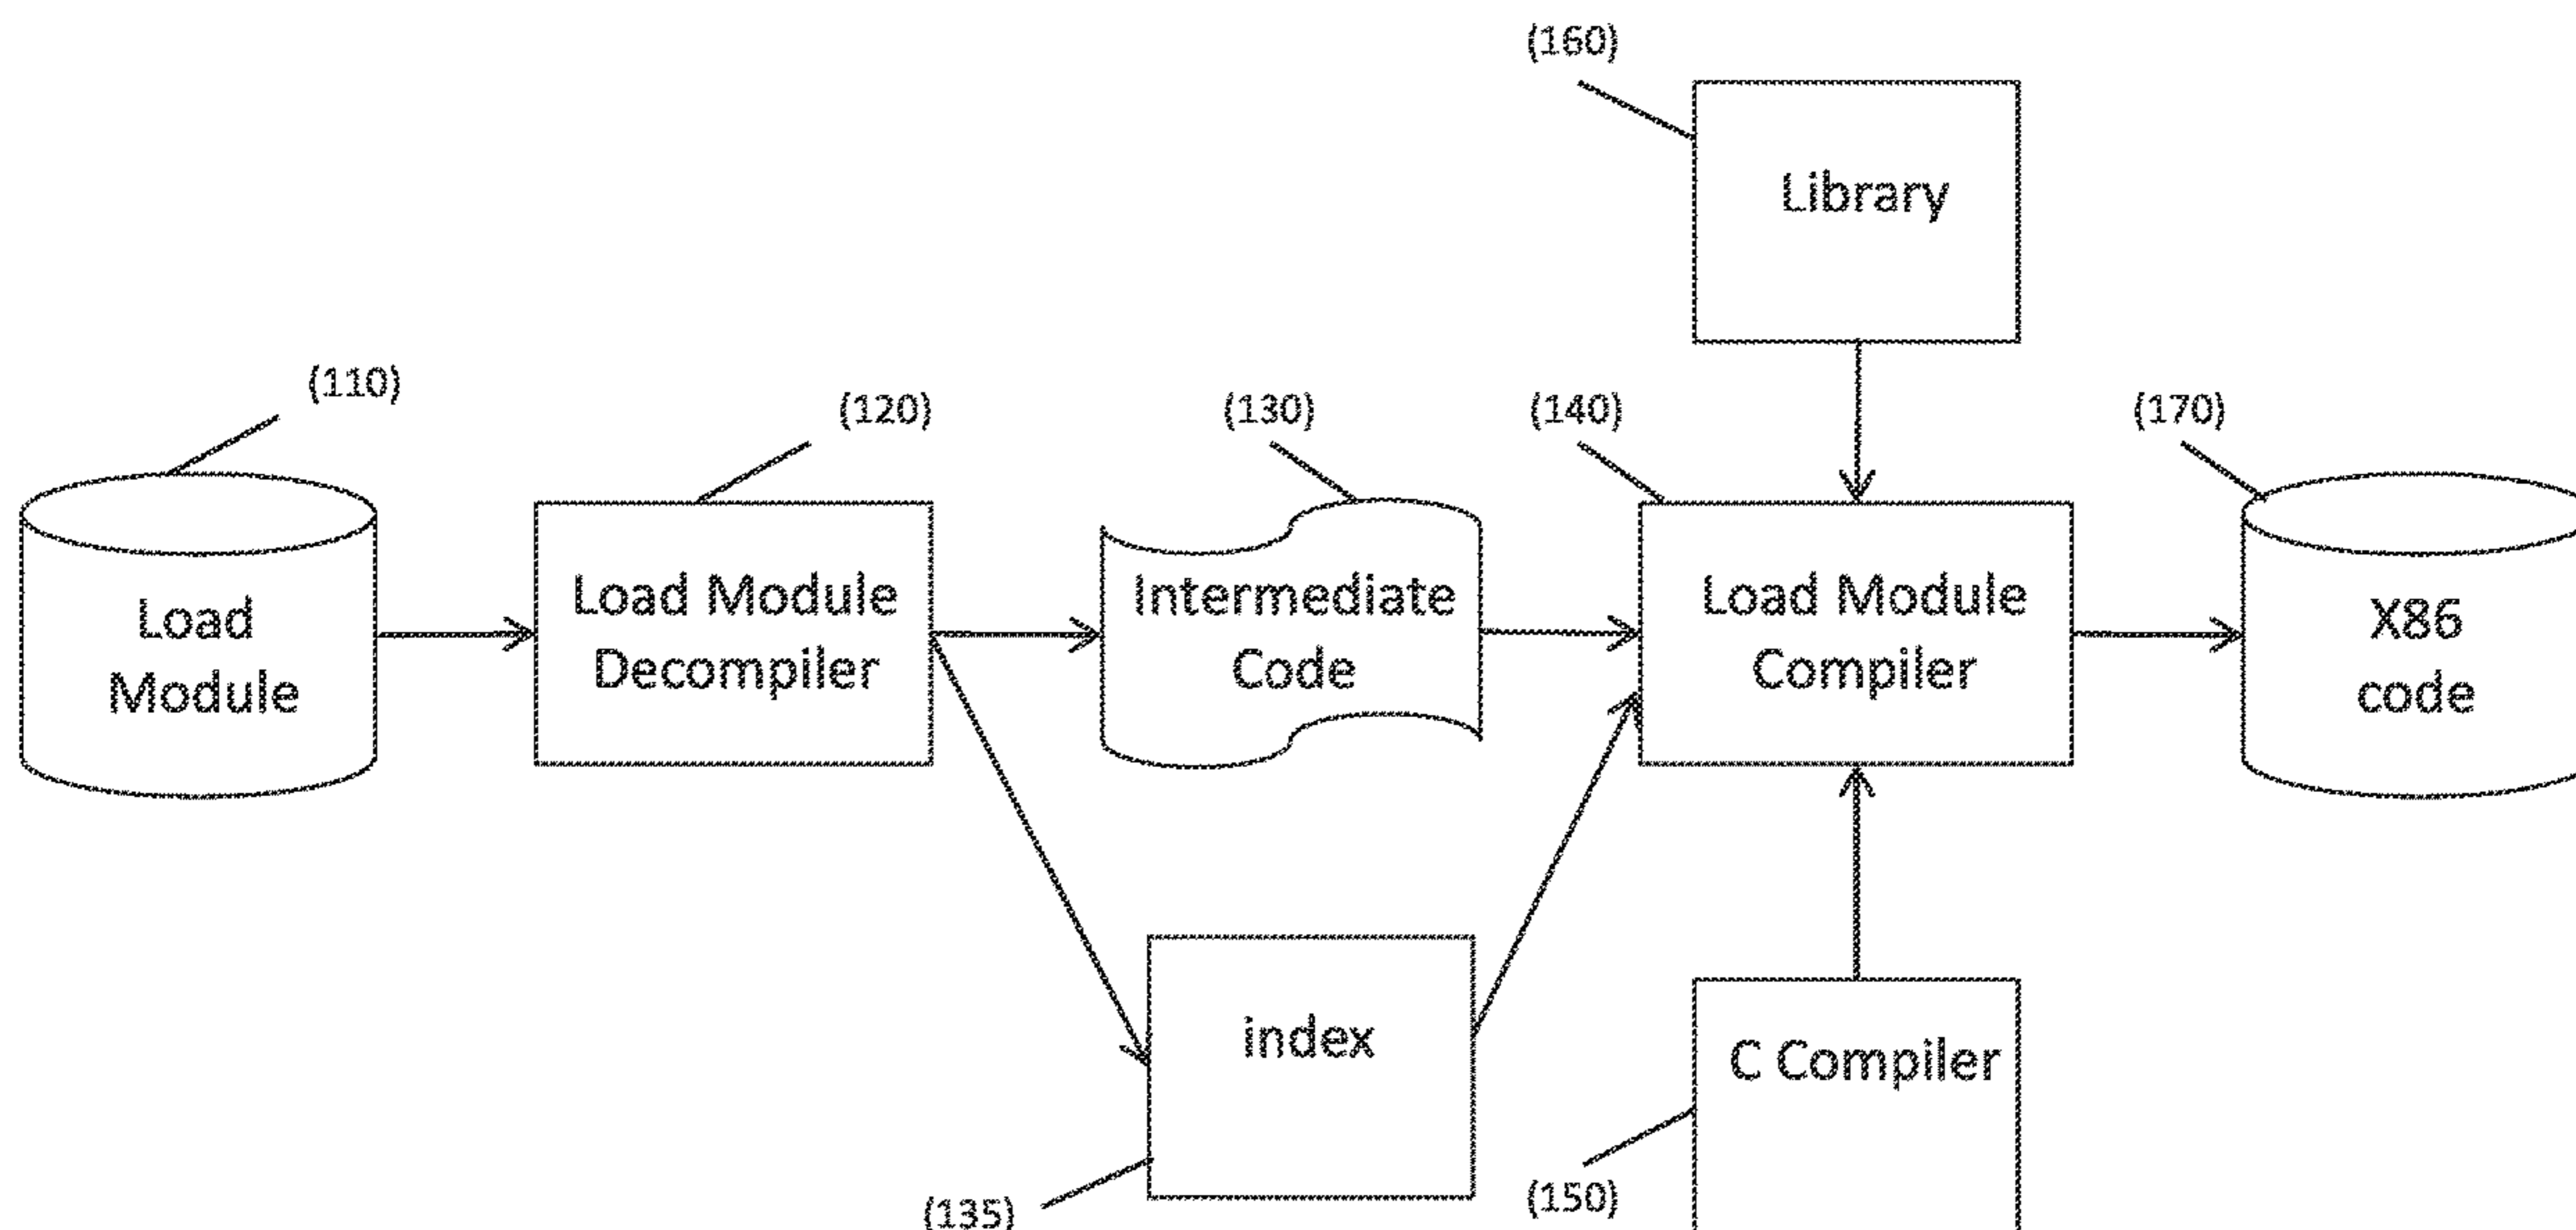 (160)
Library
(110)
(120)
(130)
(140)
(170)
Load
Module
Load Module
Decompiler
Intermediate
Code
Load Module
Compiler
X86
code
index
C Compiler
(135)
(150)